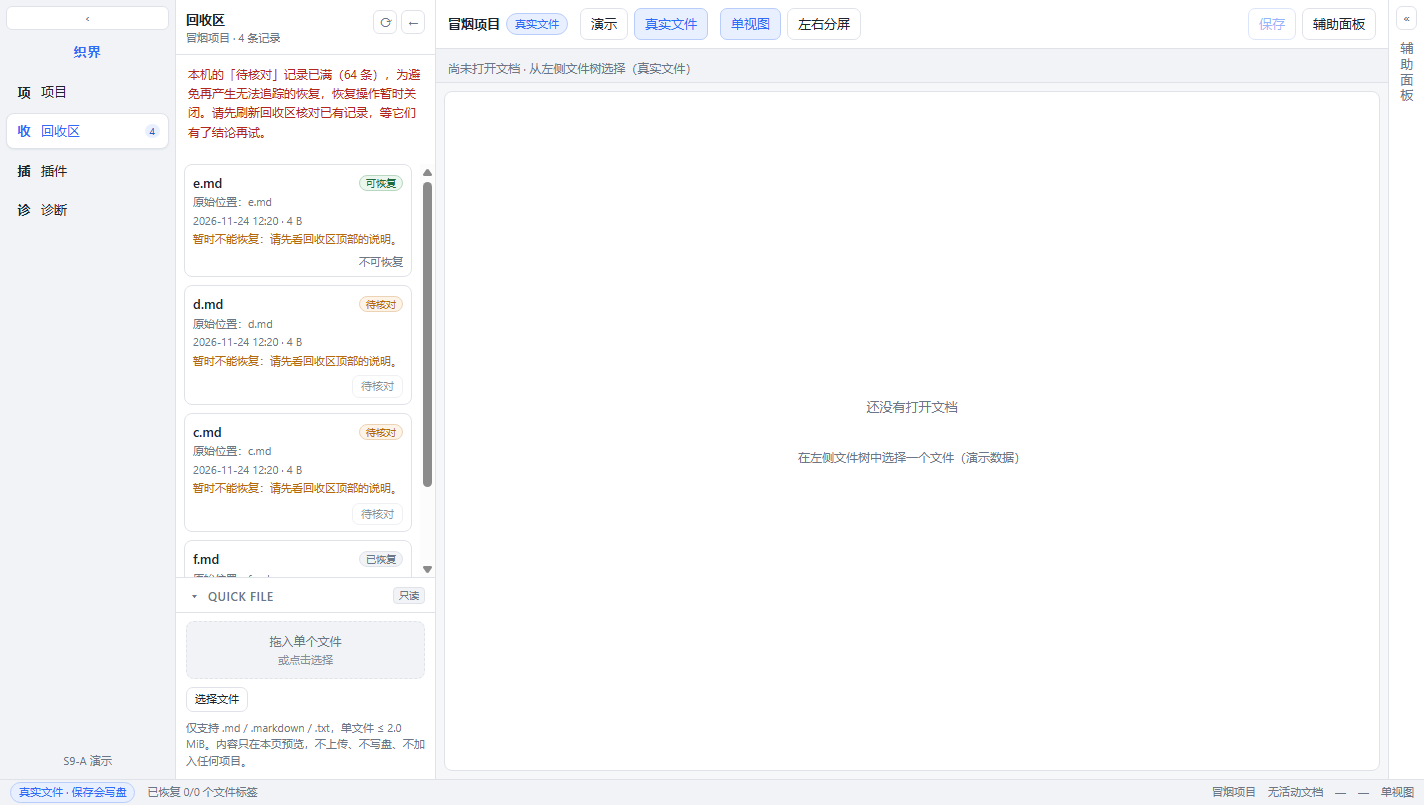 ‹
织界
项 项目
收 回收区 4
插 插件
诊 诊断
S9-A 演示
回收区
冒烟项目 · 4 条记录
⟳ ←
本机的「待核对」记录已满（64 条），为避
免再产生无法追踪的恢复，恢复操作暂时关
闭。请先刷新回收区核对已有记录，等它们
有了结论再试。
e.md 可恢复
原始位置：e.md
2026-11-24 12:20 · 4 B
暂时不能恢复：请先看回收区顶部的说明。
不可恢复
d.md 待核对
原始位置：d.md
2026-11-24 12:20 · 4 B
暂时不能恢复：请先看回收区顶部的说明。
待核对
c.md 待核对
原始位置：c.md
2026-11-24 12:20 · 4 B
暂时不能恢复：请先看回收区顶部的说明。
待核对
f.md 已恢复
QUICK FILE 只读
拖入单个文件
或点击选择
选择文件
仅支持 .md / .markdown / .txt，单文件 ≤ 2.0
MiB。内容只在本页预览，不上传、不写盘、不加
入任何项目。
冒烟项目 真实文件 演示 真实文件 单视图 左右分屏 保存 辅助面板
尚未打开文档 · 从左侧文件树选择（真实文件）
还没有打开文档
在左侧文件树中选择一个文件（演示数据）
«
辅助面板
真实文件 · 保存会写盘 已恢复 0/0 个文件标签 冒烟项目 无活动文档 — — 单视图